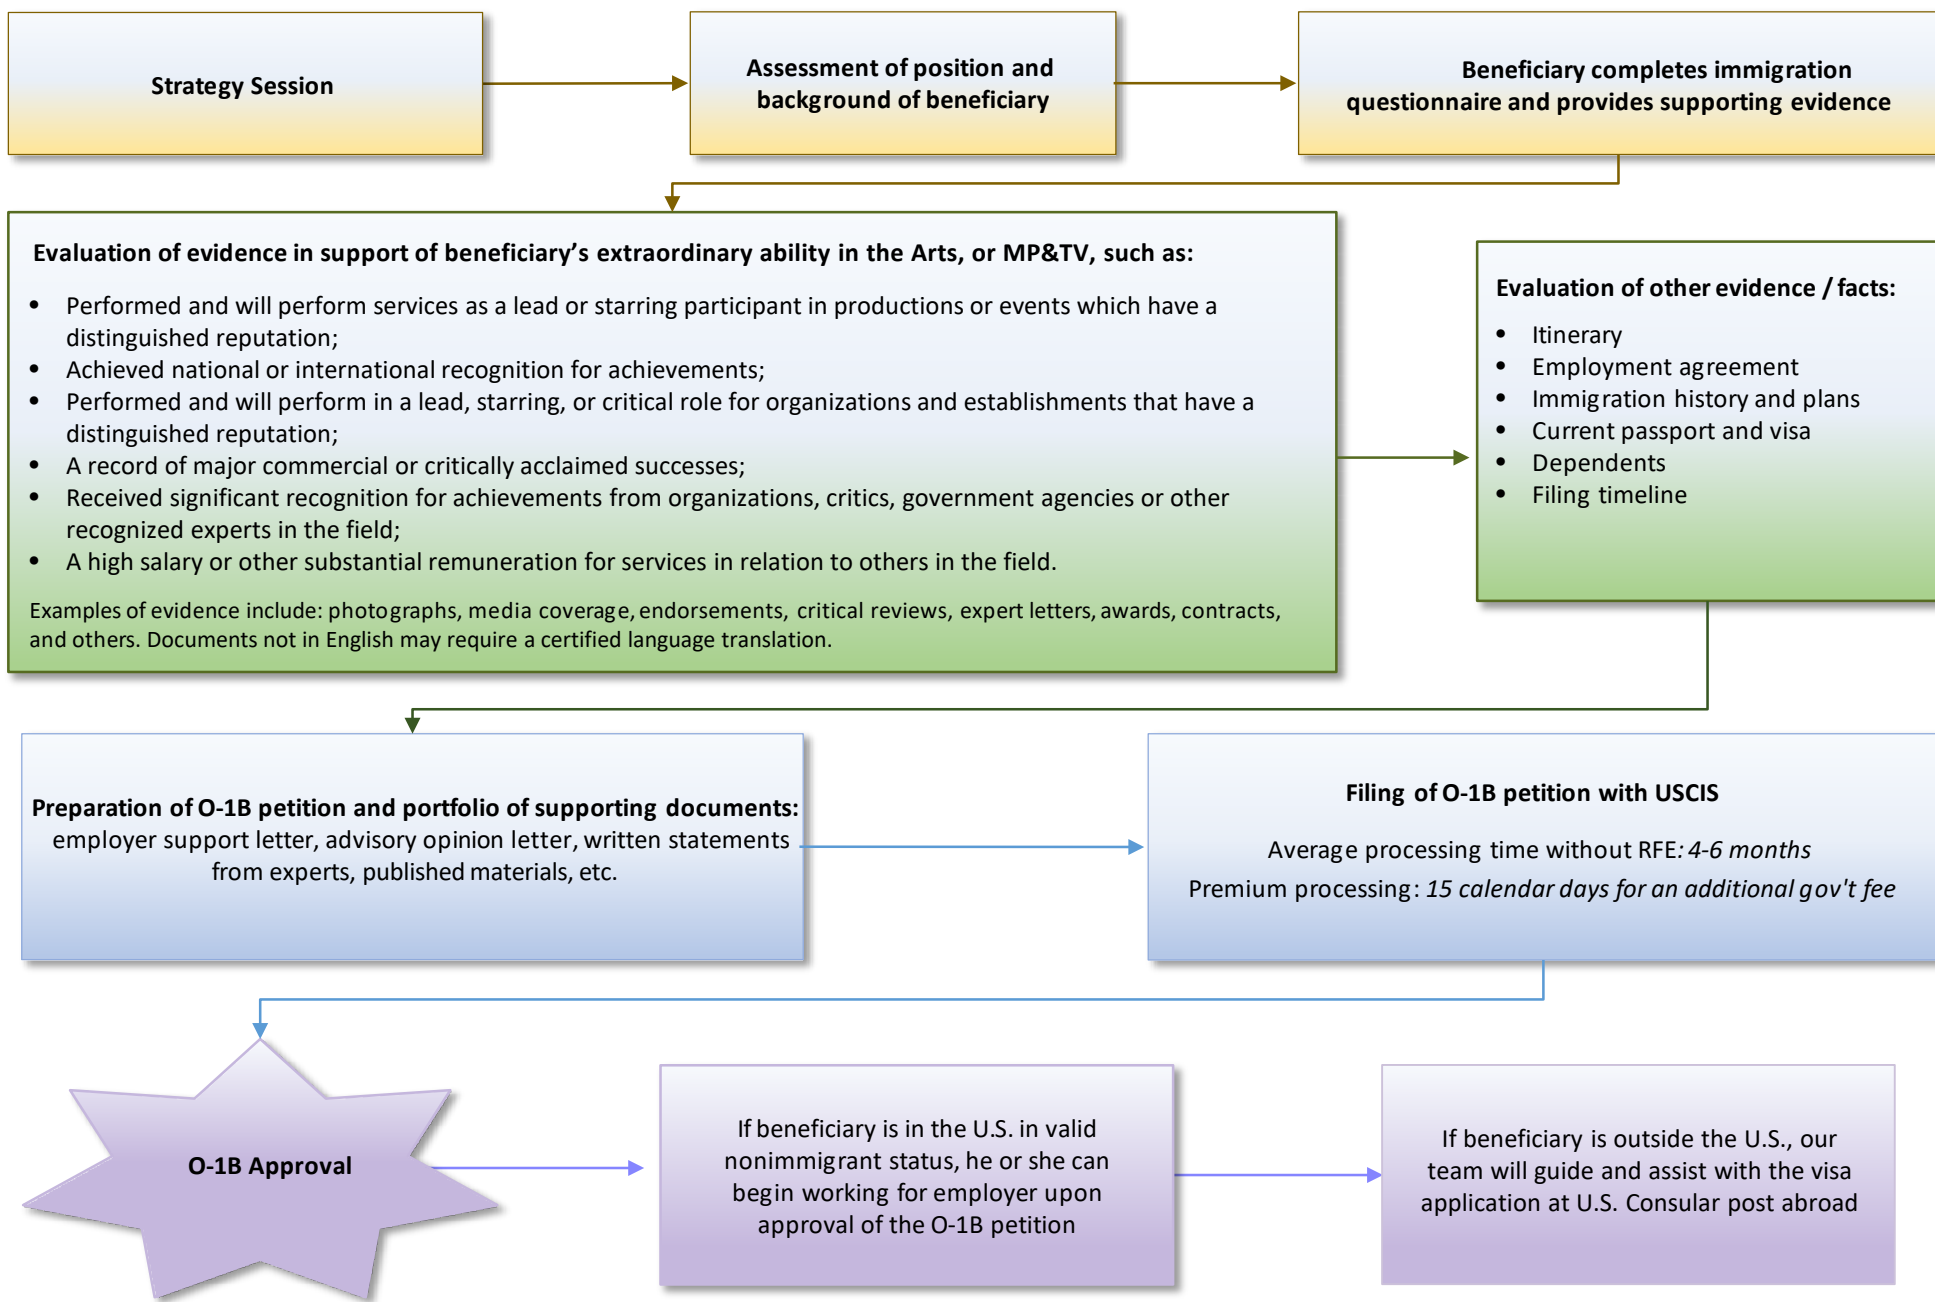 Strategy Session
Assessment of position and
background of beneficiary
Beneficiary completes immigration
questionnaire and provides supporting evidence
Evaluation of evidence in support of beneficiary’s extraordinary ability in the Arts, or MP&TV, such as:
• Performed and will perform services as a lead or starring participant in productions or events which have a
distinguished reputation;
• Achieved national or international recognition for achievements;
• Performed and will perform in a lead, starring, or critical role for organizations and establishments that have a
distinguished reputation;
• A record of major commercial or critically acclaimed successes;
• Received significant recognition for achievements from organizations, critics, government agencies or other
recognized experts in the field;
• A high salary or other substantial remuneration for services in relation to others in the field.
Examples of evidence include: photographs, media coverage, endorsements, critical reviews, expert letters, awards, contracts,
and others. Documents not in English may require a certified language translation.
Evaluation of other evidence / facts:
• Itinerary
• Employment agreement
• Immigration history and plans
• Current passport and visa
• Dependents
• Filing timeline
Preparation of O-1B petition and portfolio of supporting documents:
employer support letter, advisory opinion letter, written statements
from experts, published materials, etc.
Filing of O-1B petition with USCIS
Average processing time without RFE: 4-6 months
Premium processing: 15 calendar days for an additional gov't fee
O-1B Approval
If beneficiary is in the U.S. in valid
nonimmigrant status, he or she can
begin working for employer upon
approval of the O-1B petition
If beneficiary is outside the U.S., our
team will guide and assist with the visa
application at U.S. Consular post abroad